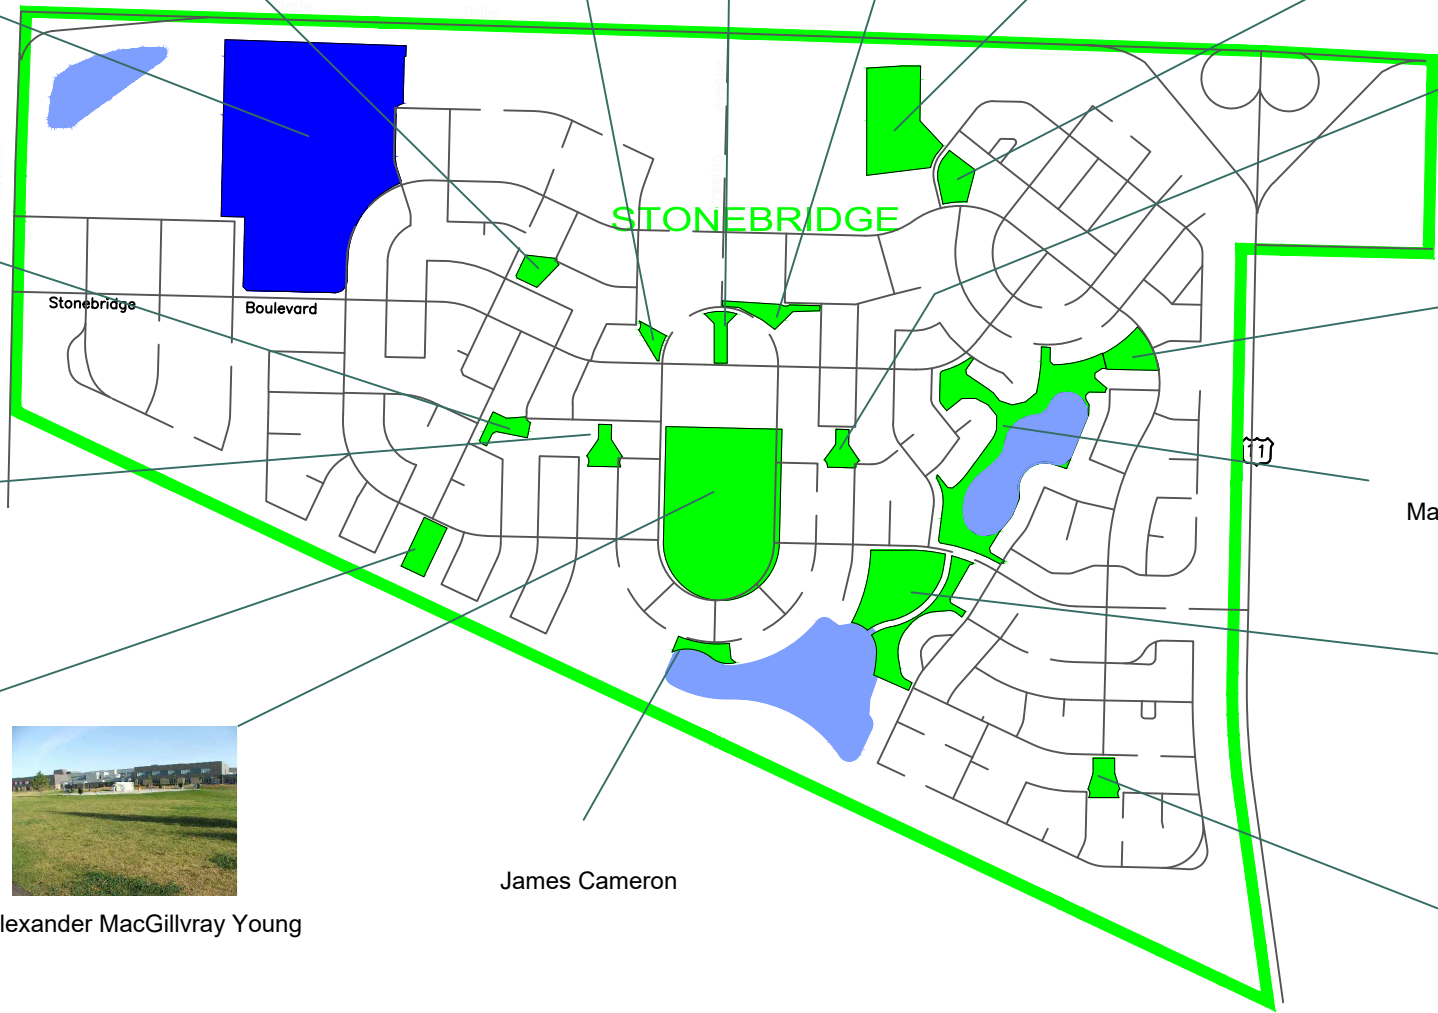 STONEBRIDGE
Stonebridge
Boulevard
11
Ma
James Cameron
lexander MacGillvray Young